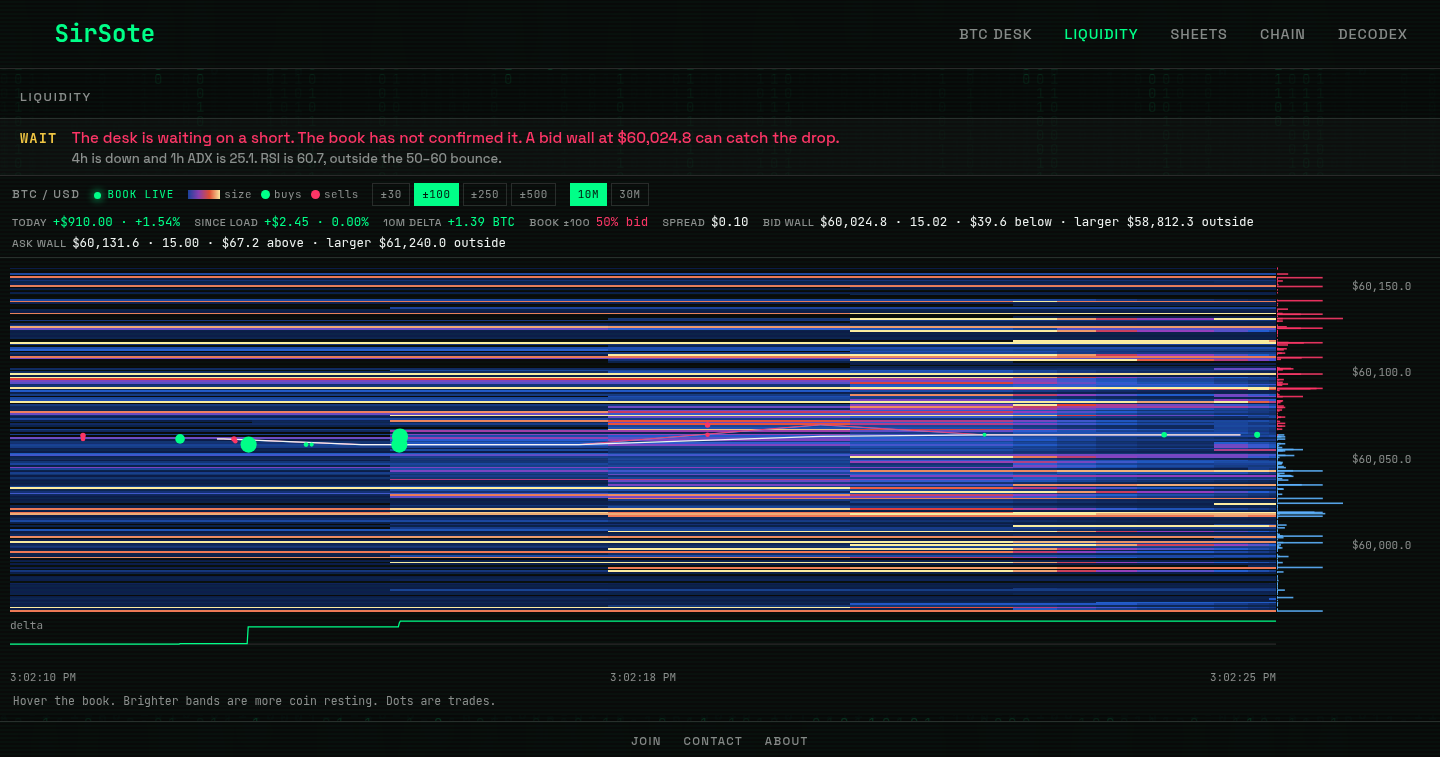 SirSote
BTC DESK LIQUIDITY SHEETS CHAIN DECODEX
LIQUIDITY
WAIT The desk is waiting on a short. The book has not confirmed it. A bid wall at $60,024.8 can catch the drop.
4h is down and 1h ADX is 25.1. RSI is 60.7, outside the 50–60 bounce.
BTC / USD BOOK LIVE size buys sells ±30 ±100 ±250 ±500 10M 30M
TODAY +$910.00 · +1.54% SINCE LOAD +$2.45 · 0.00% 10M DELTA +1.39 BTC BOOK ±100 50% bid SPREAD $0.10 BID WALL $60,024.8 · 15.02 · $39.6 below · larger $58,812.3 outside
ASK WALL $60,131.6 · 15.00 · $67.2 above · larger $61,240.0 outside
$60,150.0
$60,100.0
$60,050.0
$60,000.0
delta
3:02:10 PM 3:02:18 PM 3:02:25 PM
Hover the book. Brighter bands are more coin resting. Dots are trades.
JOIN CONTACT ABOUT